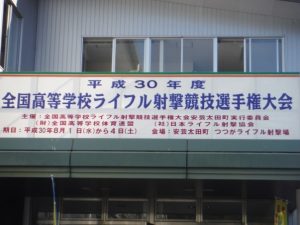 平成30年度
全国高等学校ライフル射撃競技選手権大会
主催：全国高等学校ライフル射撃競技選手権大会安芸太田町実行委員会
(財)全国高等学校体育連盟 (社)日本ライフル射撃協会
期日：平成30年8月1日(水)から4日(土) 会場：安芸太田町 つつがライフル射撃場